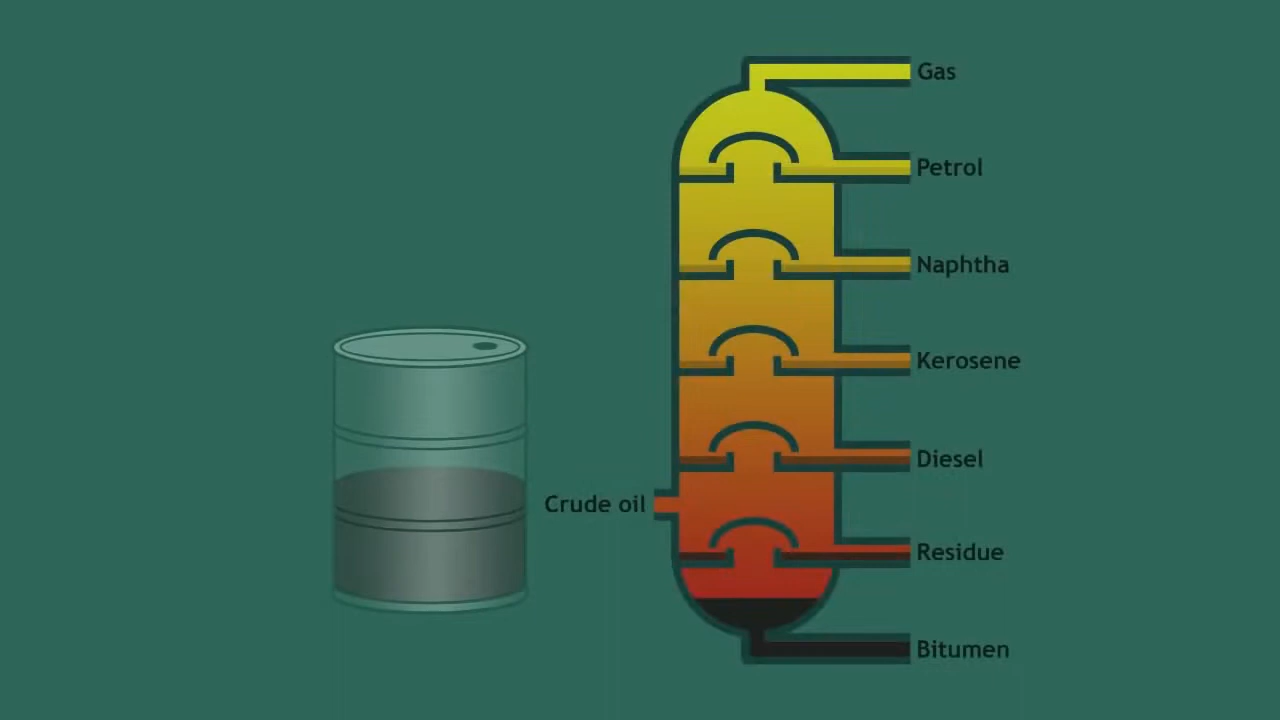 Gas
Petrol
Naphtha
Kerosene
Diesel
Crude oil
Residue
Bitumen